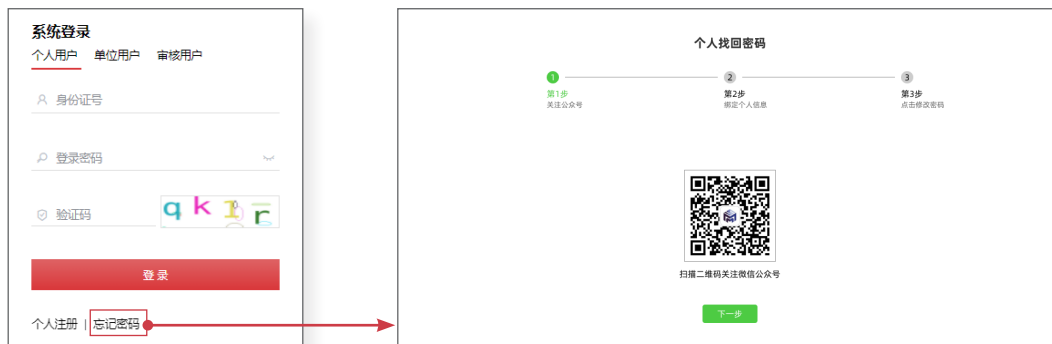 系统登录
个人用户 单位用户 审核用户
身份证号
登录密码
验证码
q k 1 r
登 录
个人注册 | 忘记密码
个人找回密码
1 2 3
第1步 第2步 第3步
关注公众号 绑定个人信息 点击修改密码
扫描二维码关注微信公众号
下一步